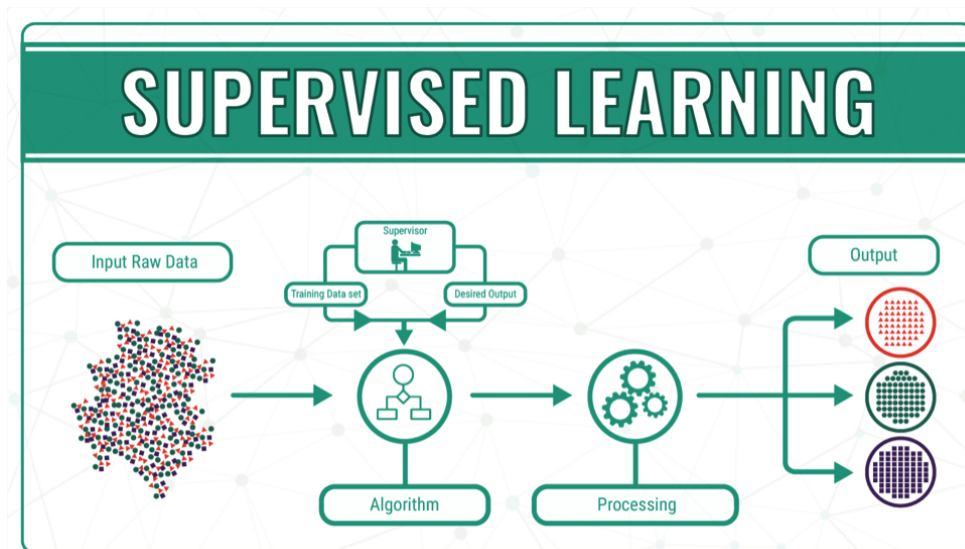 SUPERVISED LEARNING
Supervisor
Input Raw Data
Output
Training Data set
Desired Output
Algorithm
Processing